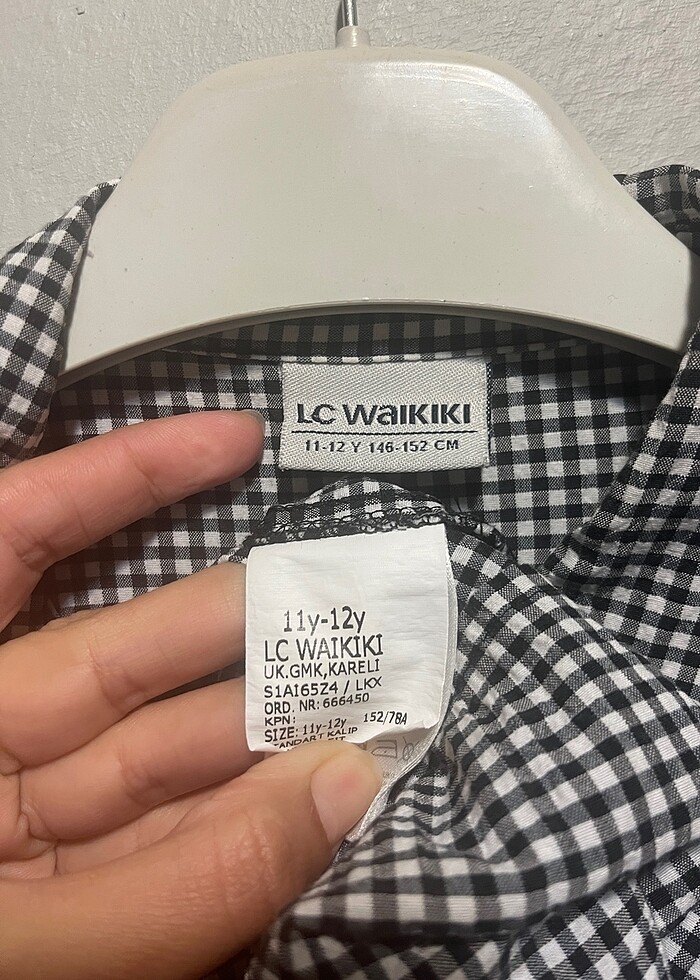 LC WAIKIKI
11-12 Y 146-152 CM
11y-12y
LC WAIKIKI
UK.GMK,KARELI
S1AI65Z4 / LKX
ORD. NR: 666450
KPN:
SIZE: 11y-12y 152/78A
KALIP